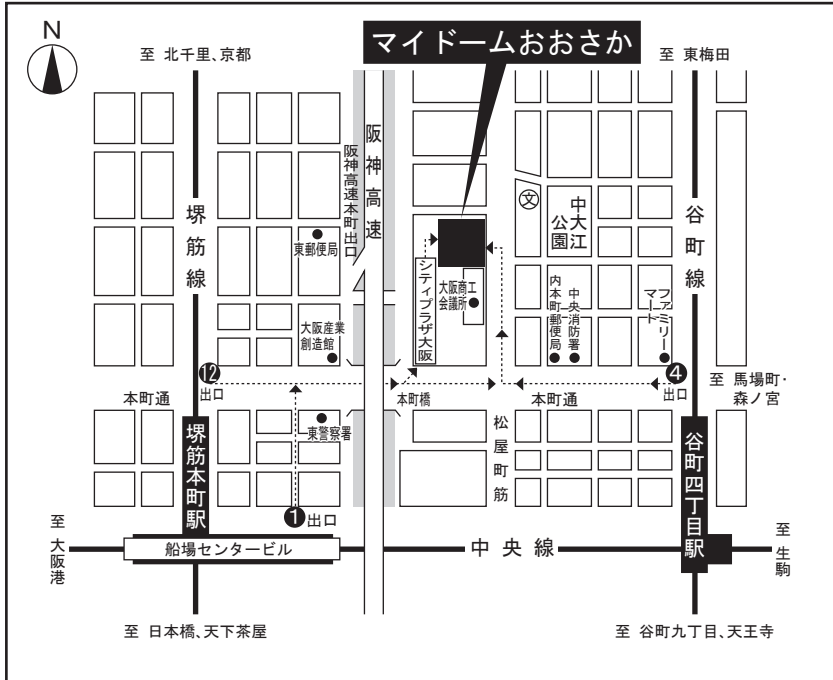 マイドームおおさか
N
至 北千里、京都
至 東梅田
阪神高速
阪神高速本町出口
堺筋線
谷町線
文
中大江
公園
東郵便局
シティプラザ大阪
大阪商工
会議所
内本町郵便局
中央消防署
ファミリー
マート
大阪産業
創造館
12
出口
4
出口
至 馬場町・
森ノ宮
本町通
本町橋
本町通
東警察署
松屋町筋
堺筋本町駅
谷町四丁目駅
1
出口
至 大阪港
船場センタービル
中央線
至 生駒
至 日本橋、天下茶屋
至 谷町九丁目、天王寺